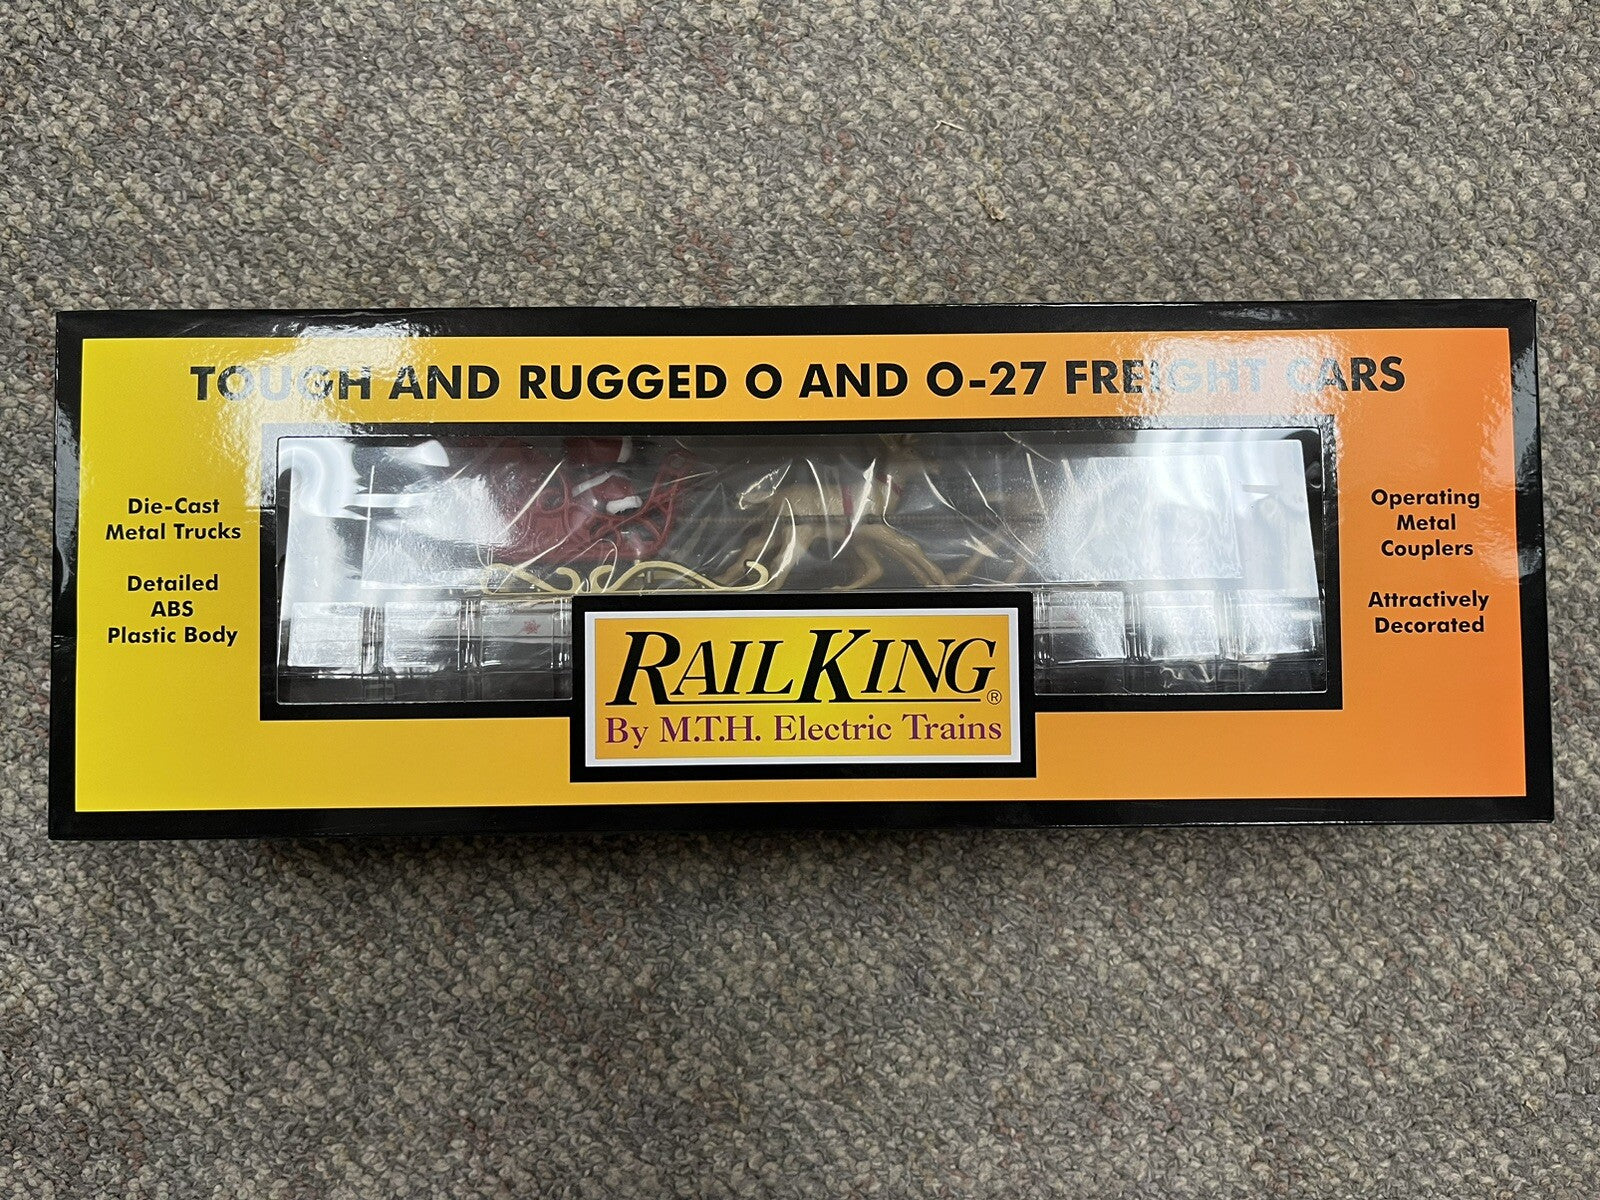 TOUGH AND RUGGED O AND O-27 FREIGHT CARS
Die-Cast
Metal Trucks
Detailed
ABS
Plastic Body
Operating
Metal
Couplers
Attractively
Decorated
RAILKING®
By M.T.H. Electric Trains